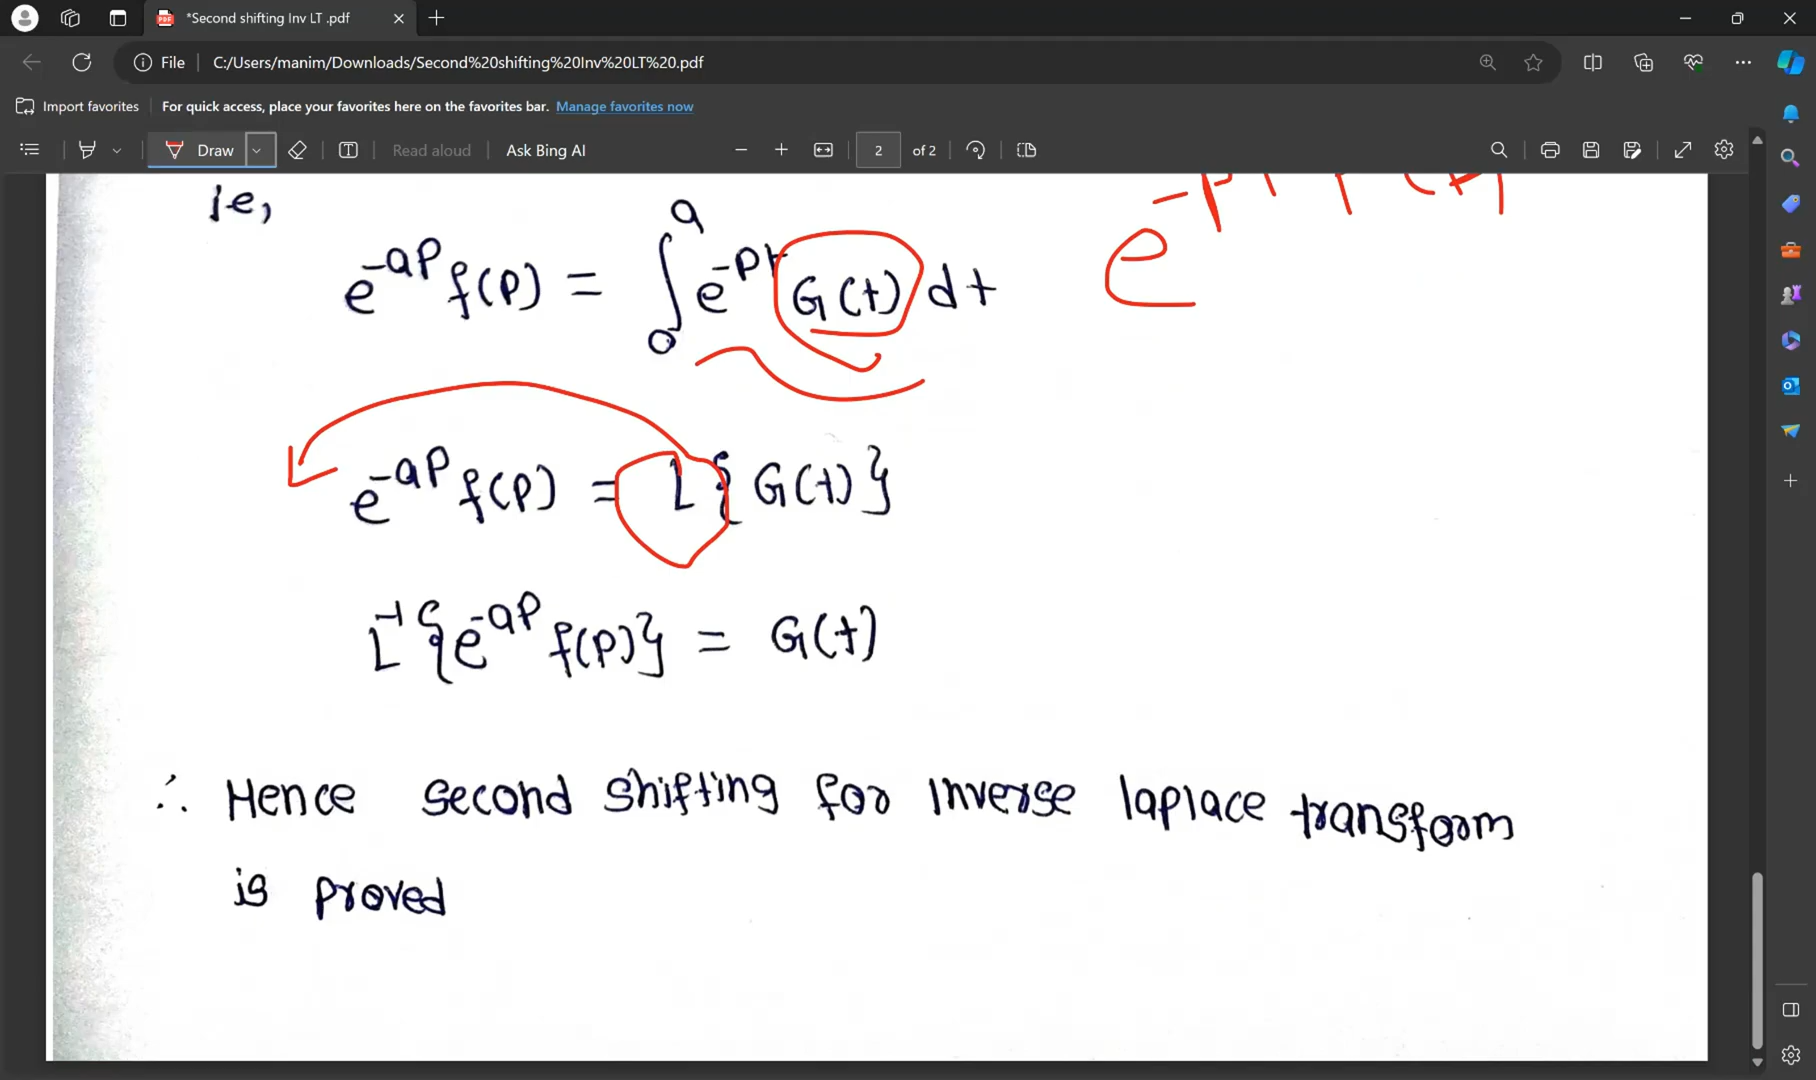 *Second shifting Inv LT .pdf
File C:/Users/manim/Downloads/Second%20shifting%20Inv%20LT%20.pdf
Import favorites For quick access, place your favorites here on the favorites bar. Manage favorites now
Draw Read aloud Ask Bing AI 2 of 2
ie,
e^{-ap} f(p) = ∫_0^a e^{-pt} G(t) dt
e
e^{-ap} f(p) = L{G(t)}
L^{-1}{e^{-ap} f(p)} = G(t)
∴ Hence second shifting for inverse laplace transform
is proved